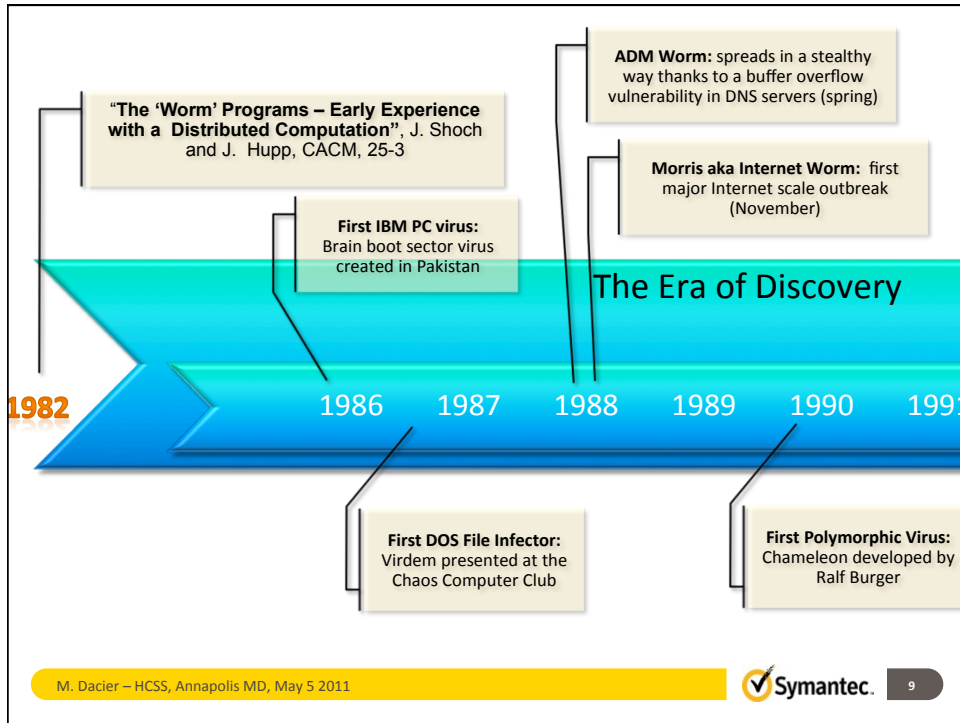 ADM Worm: spreads in a stealthy
way thanks to a buffer overflow
vulnerability in DNS servers (spring)
“The ‘Worm’ Programs – Early Experience
with a Distributed Computation”, J. Shoch
and J. Hupp, CACM, 25-3
Morris aka Internet Worm: first
major Internet scale outbreak
(November)
First IBM PC virus:
Brain boot sector virus
created in Pakistan
The Era of Discovery
1982 1986 1987 1988 1989 1990 1991
First DOS File Infector:
Virdem presented at the
Chaos Computer Club
First Polymorphic Virus:
Chameleon developed by
Ralf Burger
M. Dacier – HCSS, Annapolis MD, May 5 2011
Symantec.
9